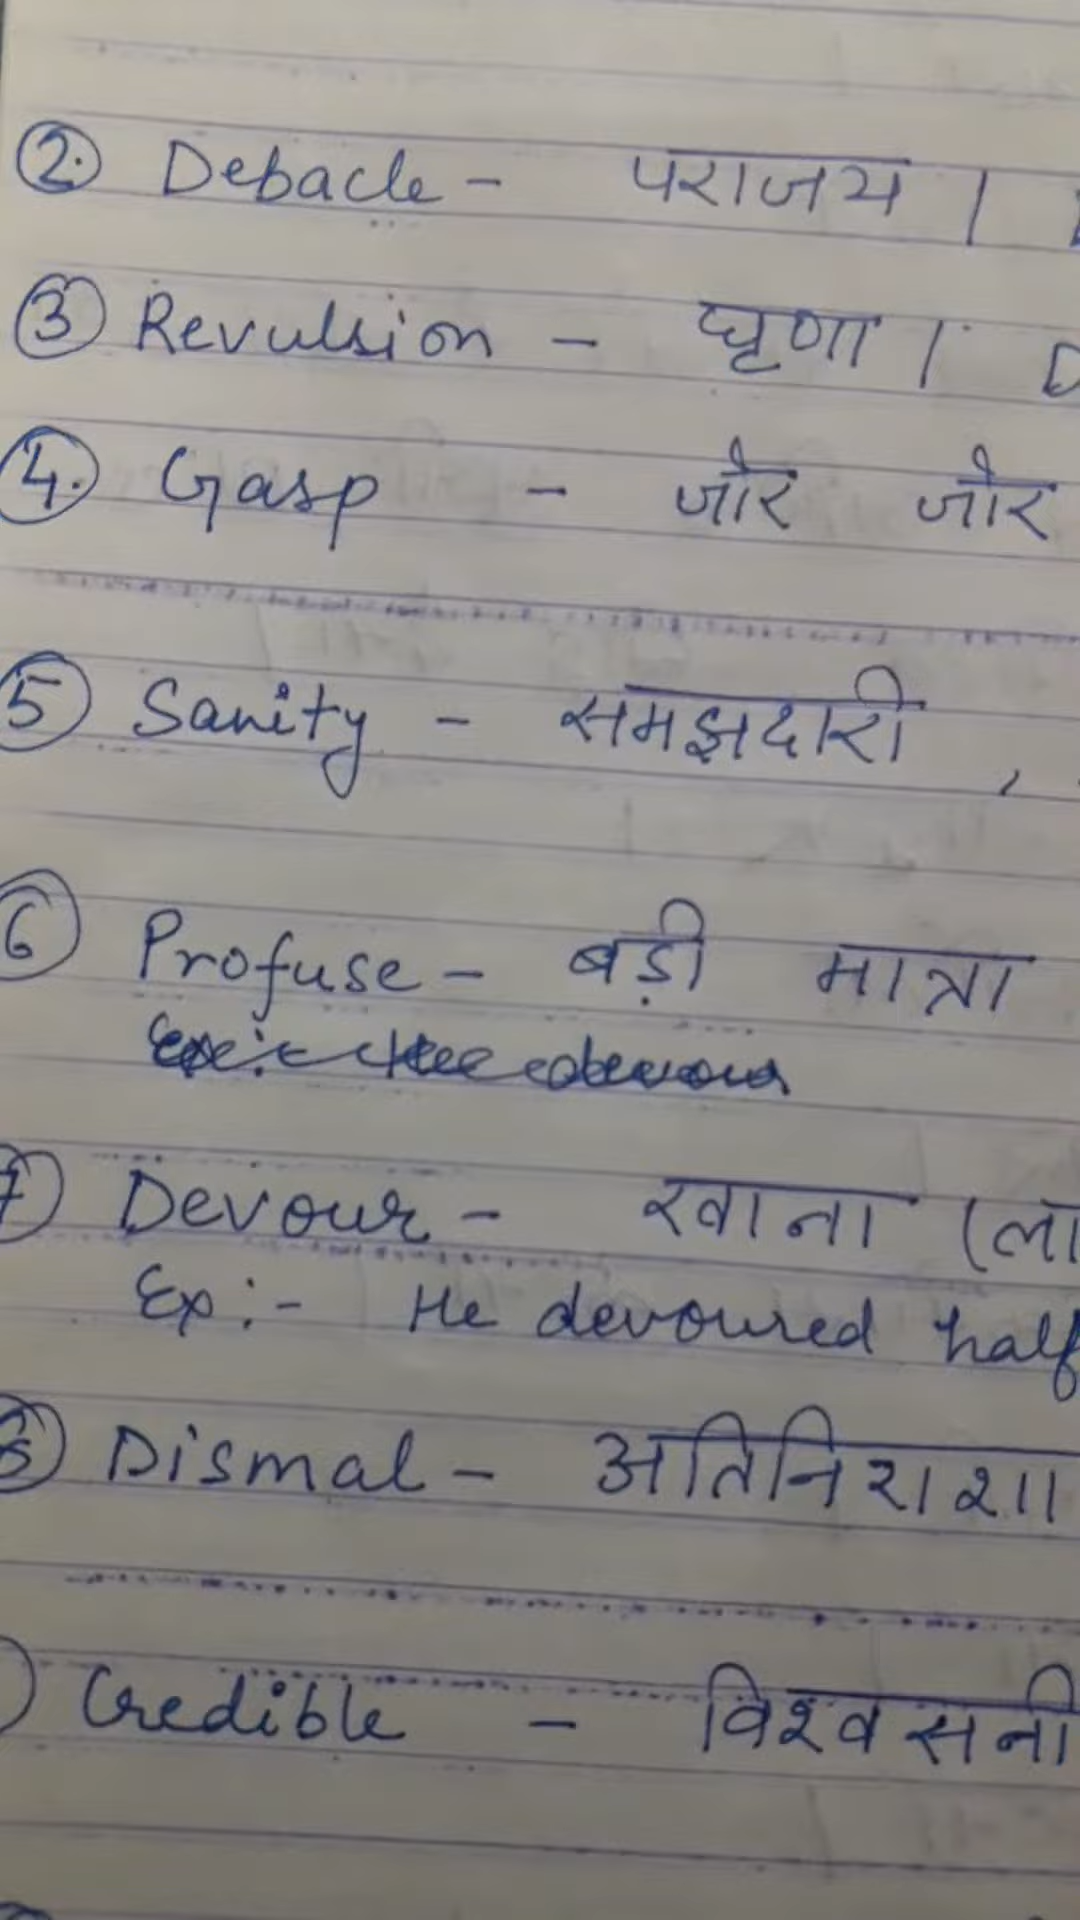 2. Debacle - पराजय |
3 Revulsion - घृणा |
4. Gasp - जोर जोर
5 Sanity - समझदारी ,
6 Profuse - बड़ी मात्रा
7 Devour - खाना (ला
Ex :- He devoured half
8 Dismal - अतिनिराशा
Credible - विश्वसनी